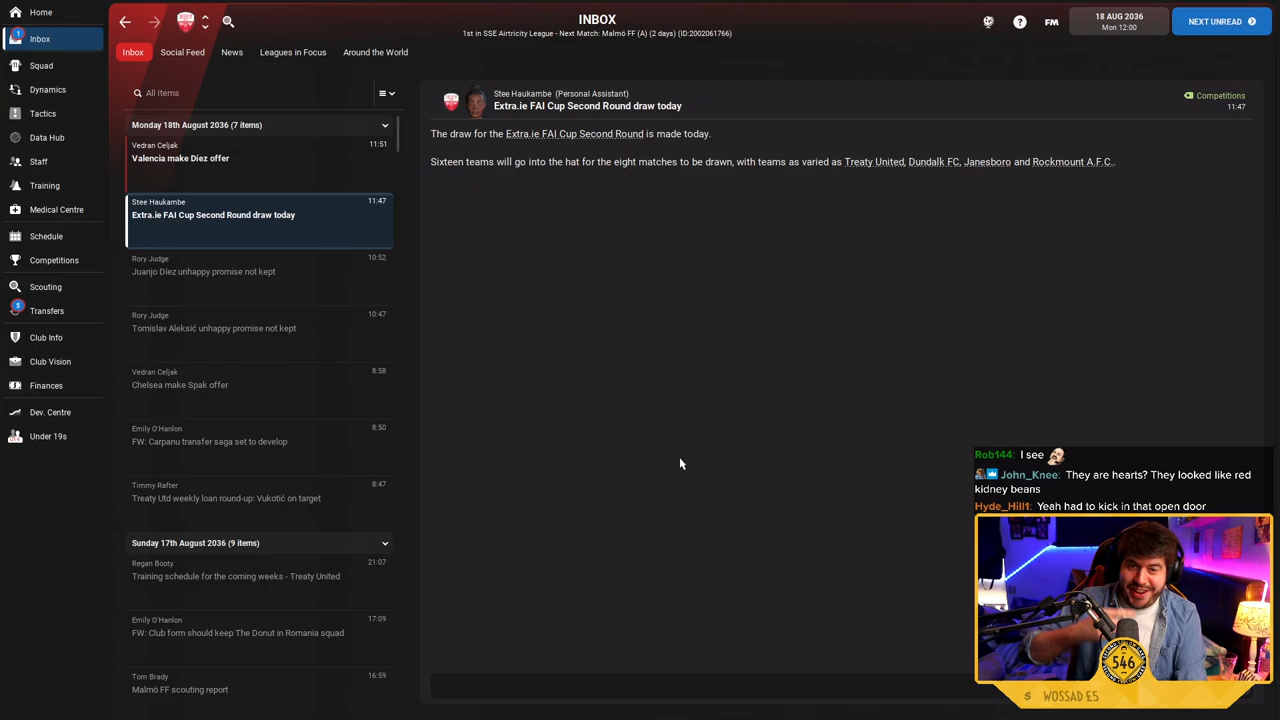 Home
1
Inbox
Squad
Dynamics
Tactics
Data Hub
Staff
Training
Medical Centre
Schedule
Competitions
Scouting
5
Transfers
Club Info
Club Vision
Finances
Dev. Centre
Under 19s
INBOX
1st in SSE Airtricity League - Next Match: Malmö FF (A) (2 days) (ID:2002061766)
?
FM
18 AUG 2036
Mon 12:00
NEXT UNREAD
Inbox
Social Feed
News
Leagues in Focus
Around the World
All Items
Monday 18th August 2036 (7 items)
Vedran Celjak 11:51
Valencia make Díez offer
Stee Haukambe 11:47
Extra.ie FAI Cup Second Round draw today
Rory Judge 10:52
Juanjo Díez unhappy promise not kept
Rory Judge 10:47
Tomislav Aleksić unhappy promise not kept
Vedran Celjak 8:58
Chelsea make Spak offer
Emily O'Hanlon 8:50
FW: Carpanu transfer saga set to develop
Timmy Rafter 8:47
Treaty Utd weekly loan round-up: Vukotić on target
Sunday 17th August 2036 (9 items)
Regan Booty 21:07
Training schedule for the coming weeks - Treaty United
Emily O'Hanlon 17:09
FW: Club form should keep The Donut in Romania squad
Tom Brady 16:59
Malmö FF scouting report
Stee Haukambe (Personal Assistant)
Extra.ie FAI Cup Second Round draw today
Competitions
11:47
The draw for the Extra.ie FAI Cup Second Round is made today.
Sixteen teams will go into the hat for the eight matches to be drawn, with teams as varied as Treaty United, Dundalk FC, Janesboro and Rockmount A.F.C..
Rob144: I see
John_Knee: They are hearts? They looked like red
kidney beans
Hyde_Hill1: Yeah had to kick in that open door
546
$ WOSSAD £5